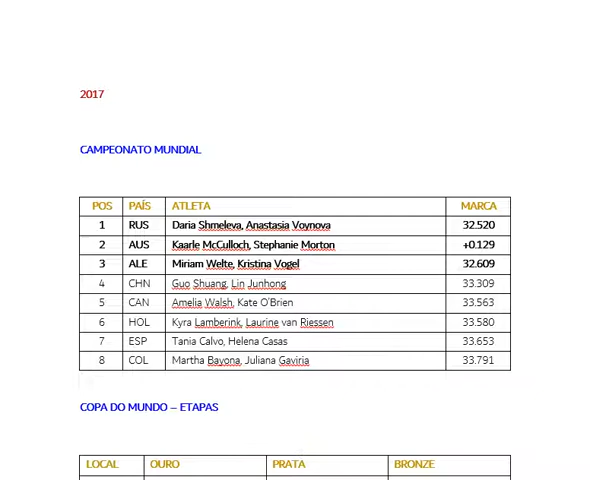 2017
CAMPEONATO MUNDIAL
POS PAÍS ATLETA MARCA
1 RUS Daria Shmeleva, Anastasia Voynova 32.520
2 AUS Kaarle McCulloch, Stephanie Morton +0.129
3 ALE Miriam Welte, Kristina Vogel 32.609
4 CHN Guo Shuang, Lin Junhong 33.309
5 CAN Amelia Walsh, Kate O'Brien 33.563
6 HOL Kyra Lamberink, Laurine van Riessen 33.580
7 ESP Tania Calvo, Helena Casas 33.653
8 COL Martha Bayona, Juliana Gaviria 33.791
COPA DO MUNDO – ETAPAS
LOCAL OURO PRATA BRONZE